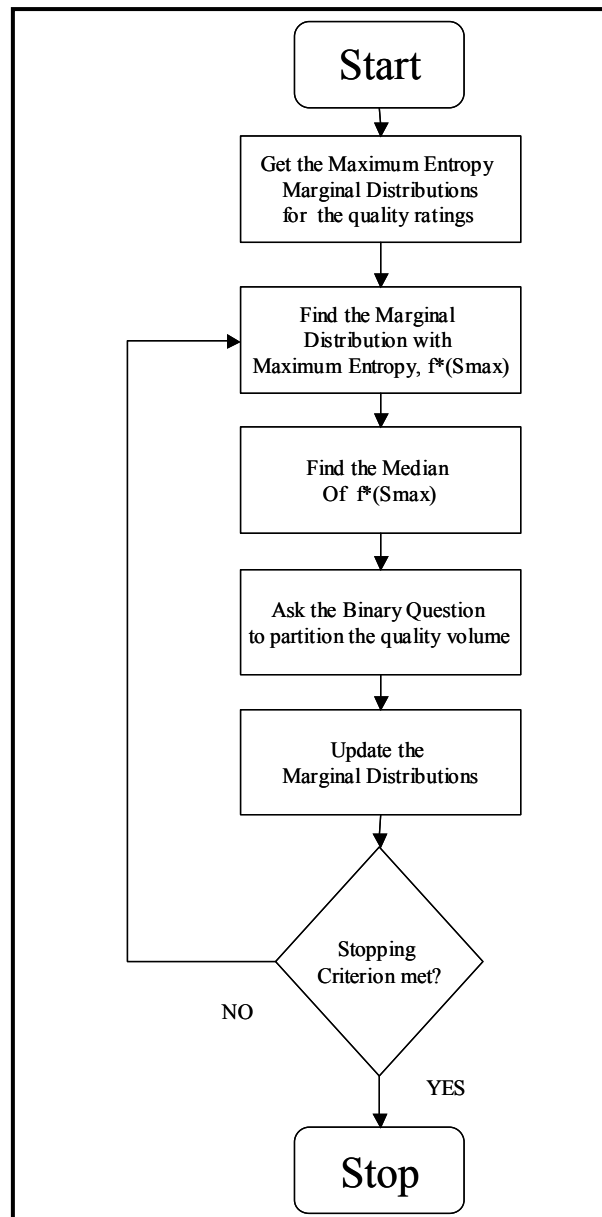 Start
Get the Maximum Entropy
Marginal Distributions
for the quality ratings
Find the Marginal
Distribution with
Maximum Entropy, f*(Smax)
Find the Median
Of f*(Smax)
Ask the Binary Question
to partition the quality volume
Update the
Marginal Distributions
Stopping
Criterion met?
NO
YES
Stop